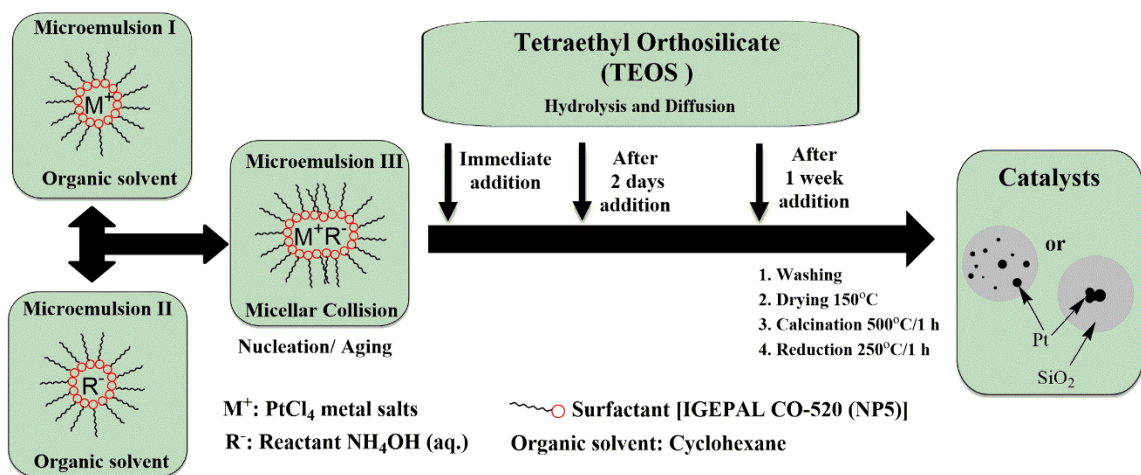 Microemulsion I
M⁺
Organic solvent
Microemulsion II
R⁻
Organic solvent
Microemulsion III
M⁺R⁻
Micellar Collision
Nucleation/ Aging
Tetraethyl Orthosilicate
(TEOS )
Hydrolysis and Diffusion
Immediate
addition
After
2 days
addition
After
1 week
addition
1. Washing
2. Drying 150°C
3. Calcination 500°C/1 h
4. Reduction 250°C/1 h
Catalysts
or
Pt
SiO₂
M⁺: PtCl₄ metal salts
R⁻: Reactant NH₄OH (aq.)
Surfactant [IGEPAL CO-520 (NP5)]
Organic solvent: Cyclohexane